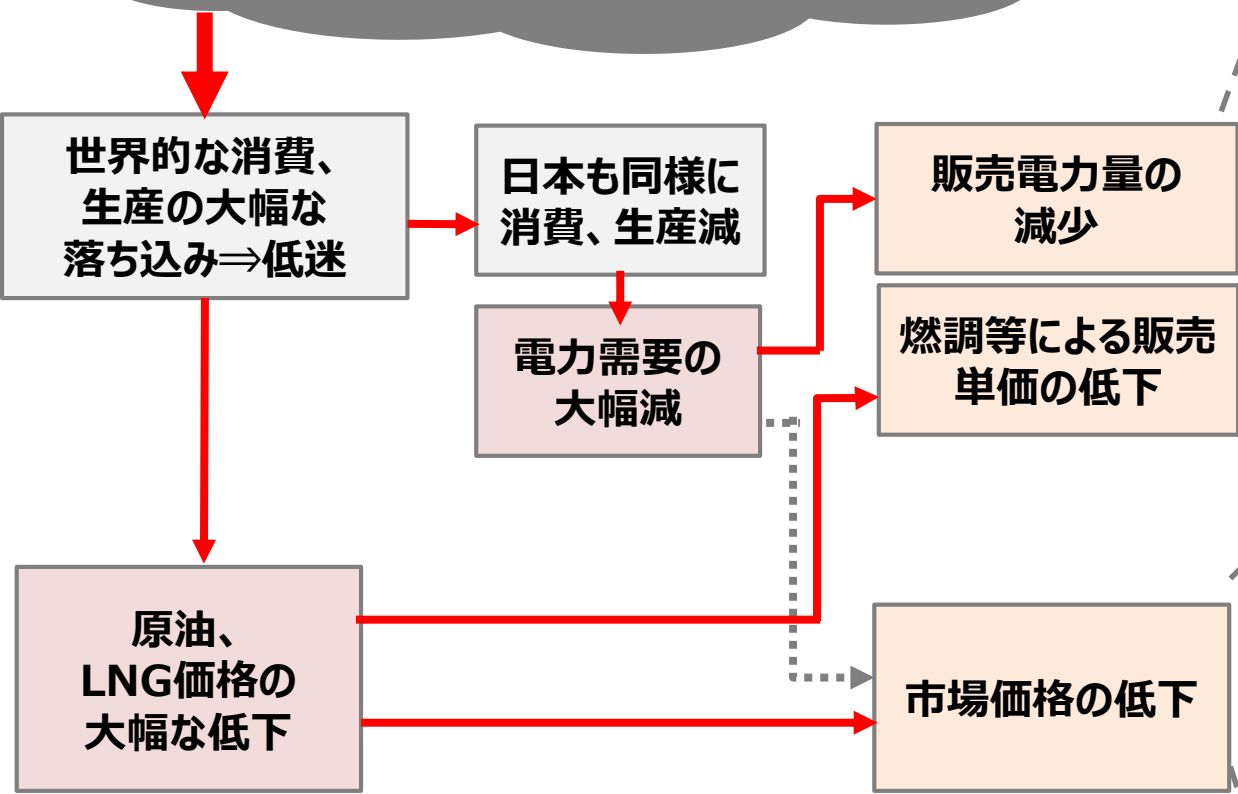 世界的な消費、
生産の大幅な
落ち込み⇒低迷
日本も同様に
消費、生産減
販売電力量の
減少
電力需要の
大幅減
燃調等による販売
単価の低下
原油、
LNG価格の
大幅な低下
市場価格の低下